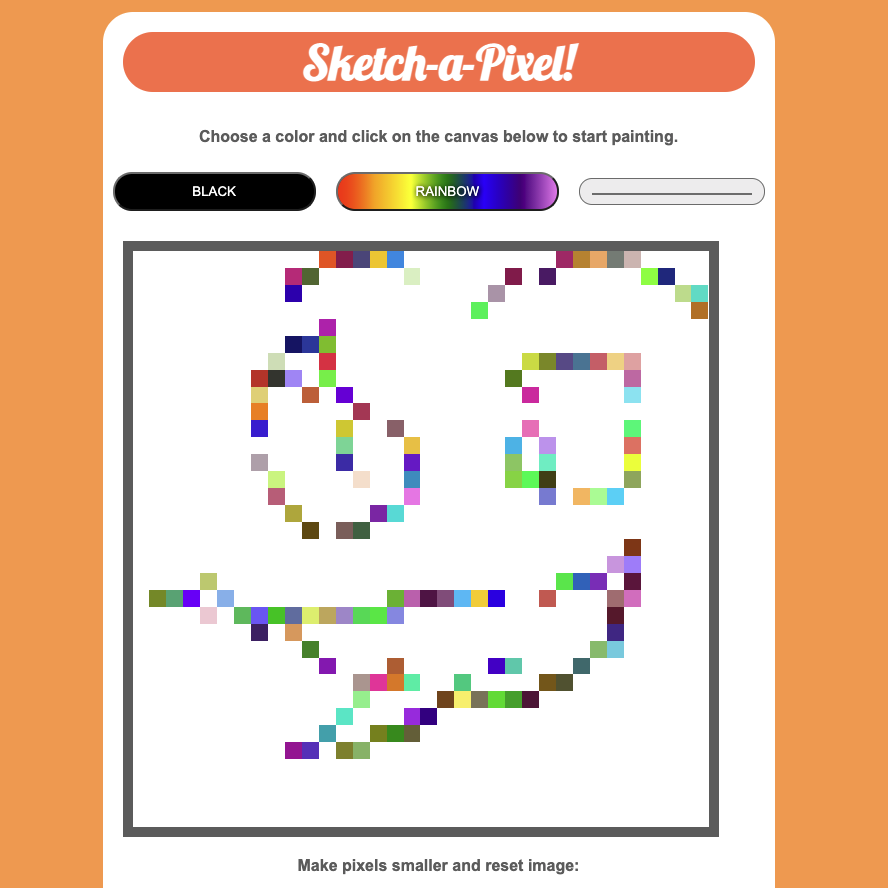 Sketch-a-Pixel!
Choose a color and click on the canvas below to start painting.
BLACK RAINBOW
Make pixels smaller and reset image: